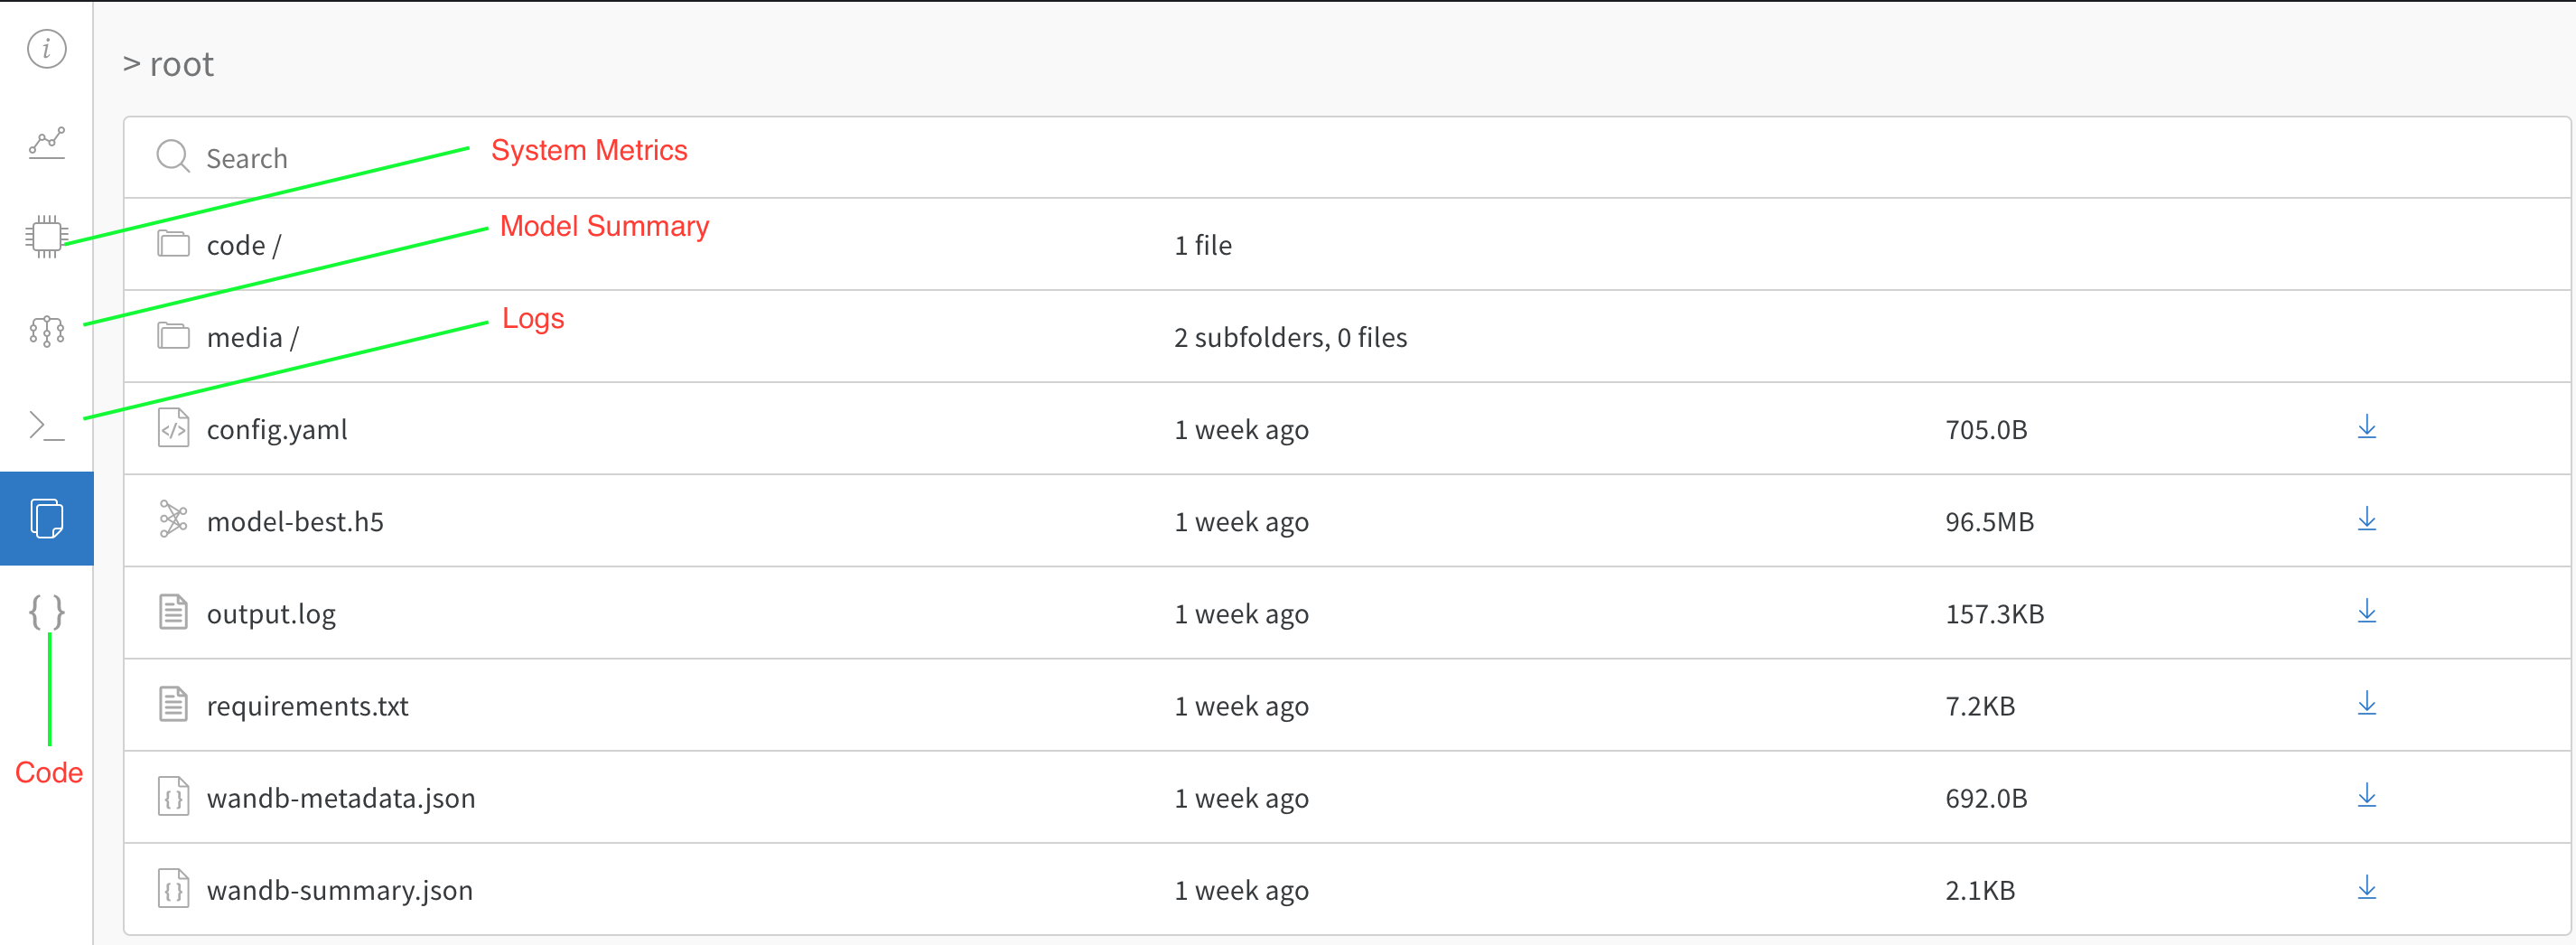 > root
Search
System Metrics
code /
1 file
Model Summary
media /
2 subfolders, 0 files
Logs
config.yaml
1 week ago
705.0B
model-best.h5
1 week ago
96.5MB
output.log
1 week ago
157.3KB
requirements.txt
1 week ago
7.2KB
Code
wandb-metadata.json
1 week ago
692.0B
wandb-summary.json
1 week ago
2.1KB